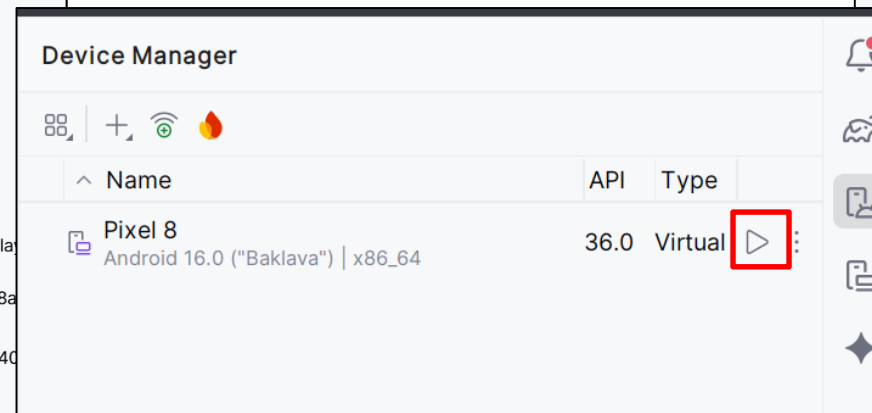 Device Manager
Name API Type
Pixel 8 36.0 Virtual
Android 16.0 ("Baklava") | x86_64